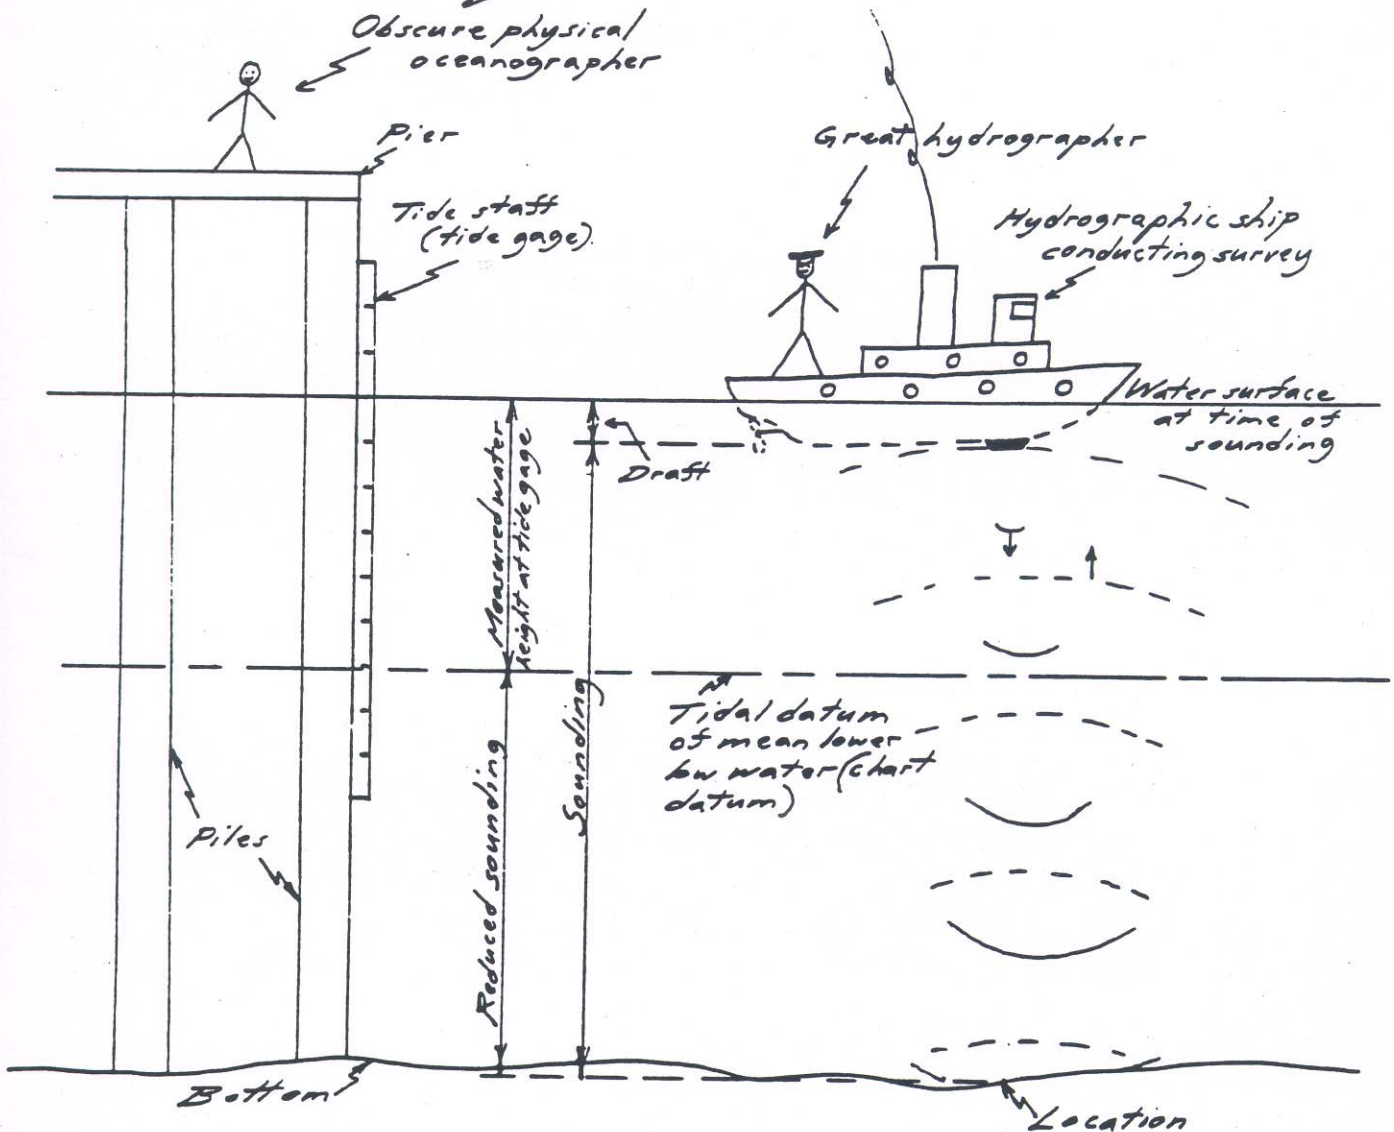 Obscure physical
oceanographer
Pier
Great hydrographer
Tide staff
(tide gage).
Hydrographic ship
conducting survey
Water surface
at time of
sounding
Draft
Measured water
height at tide gage
Tidal datum
of mean lower
low water (chart
datum)
Sounding
Reduced sounding
Piles
Bottom
Location